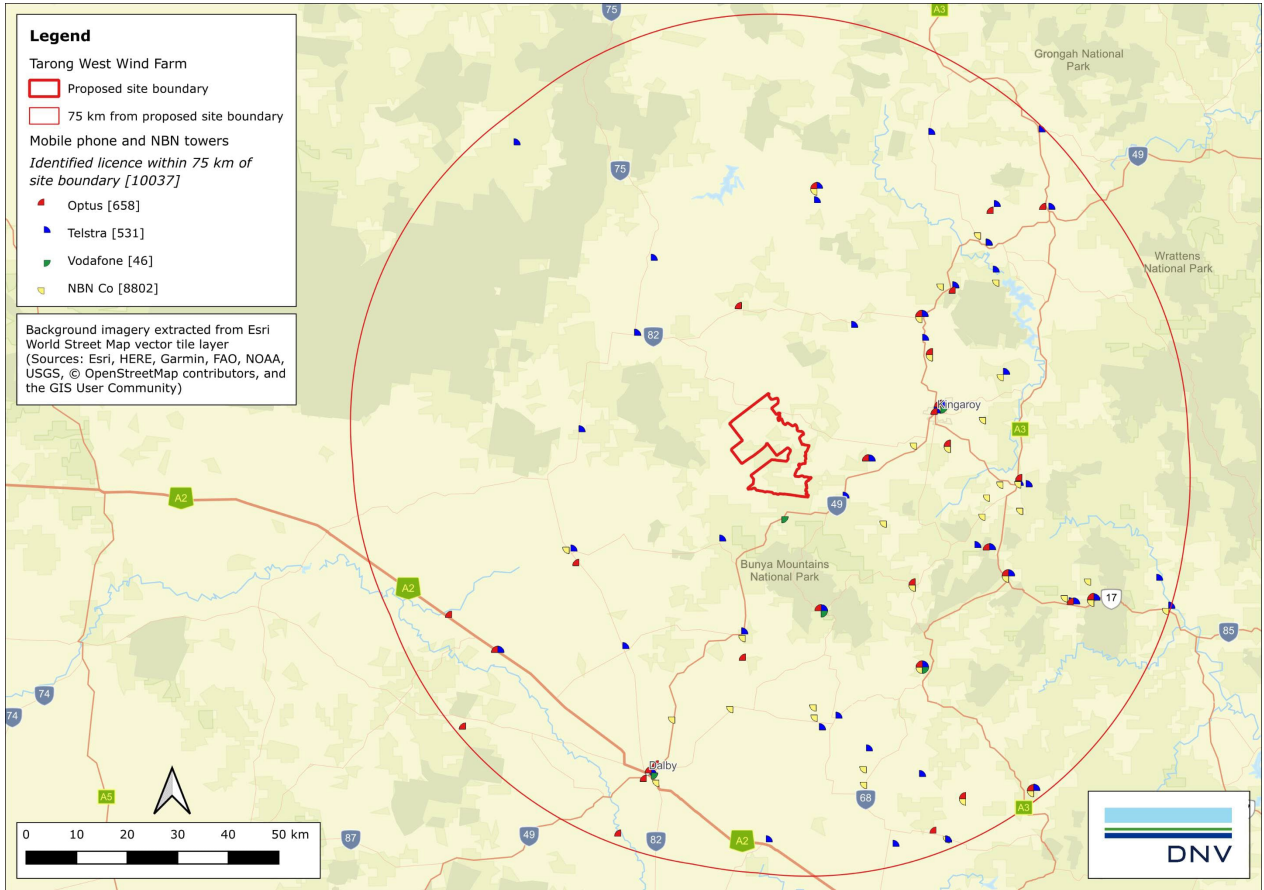 Legend
Tarong West Wind Farm
Proposed site boundary
75 km from proposed site boundary
Mobile phone and NBN towers
Identified licence within 75 km of
site boundary [10037]
Optus [658]
Telstra [531]
Vodafone [46]
NBN Co [8802]
Background imagery extracted from Esri
World Street Map vector tile layer
(Sources: Esri, HERE, Garmin, FAO, NOAA,
USGS, © OpenStreetMap contributors, and
the GIS User Community)
75
A3
Grongah National
Park
49
75
Wrattens
National Park
82
Kingaroy
A3
A2
49
Bunya Mountains
National Park
A2
17
85
74
74
Dalby
A5
68
A3
87
49
82
A2
0 10 20 30 40 50 km
DNV